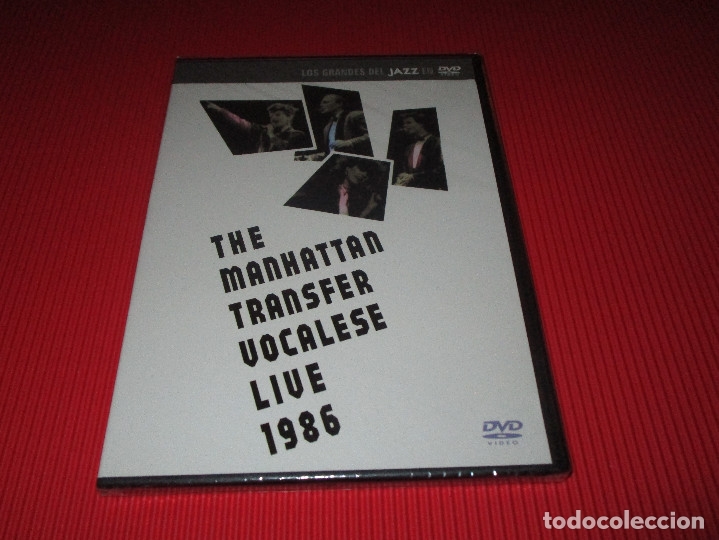 LOS GRANDES DEL JAZZ EN DVD
THE
MANHATTAN
TRANSFER
VOCALESE
LIVE
1986
DVD
VIDEO
todocoleccion